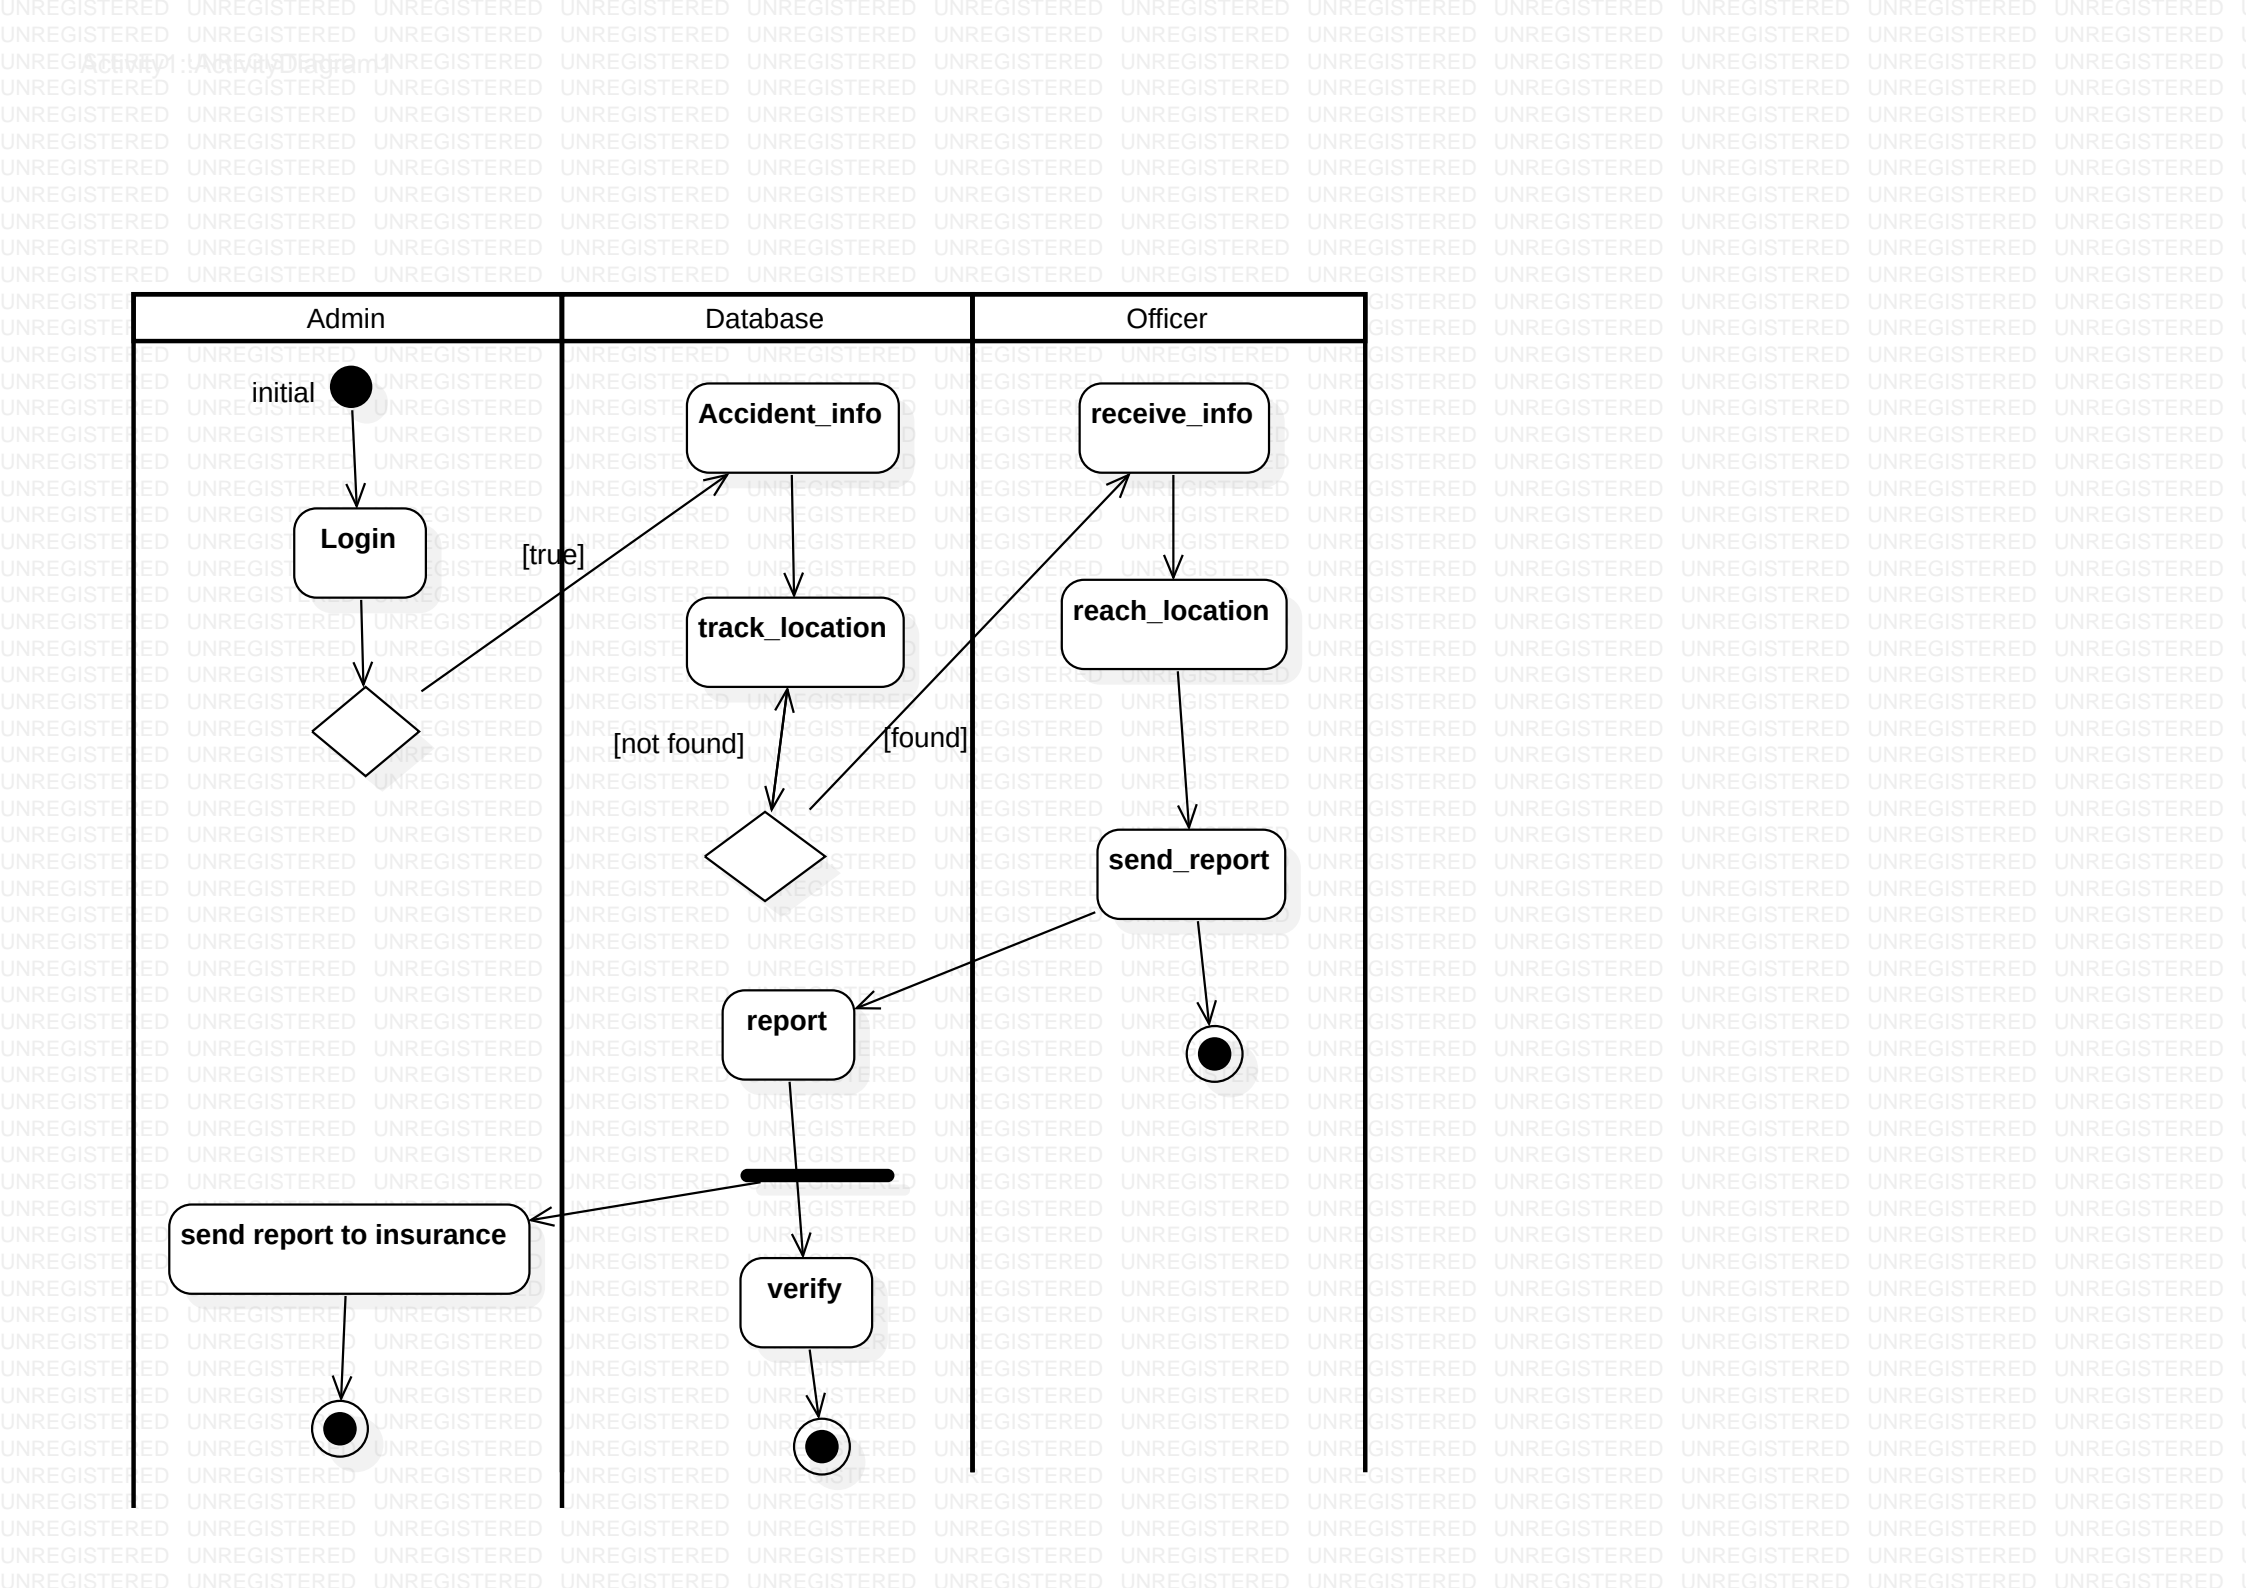 Activity1::ActivityDiagram1
UNREGISTERED
Admin
Database
Officer
initial
Accident_info
receive_info
Login
[true]
reach_location
track_location
[not found]
[found]
send_report
report
send report to insurance
verify